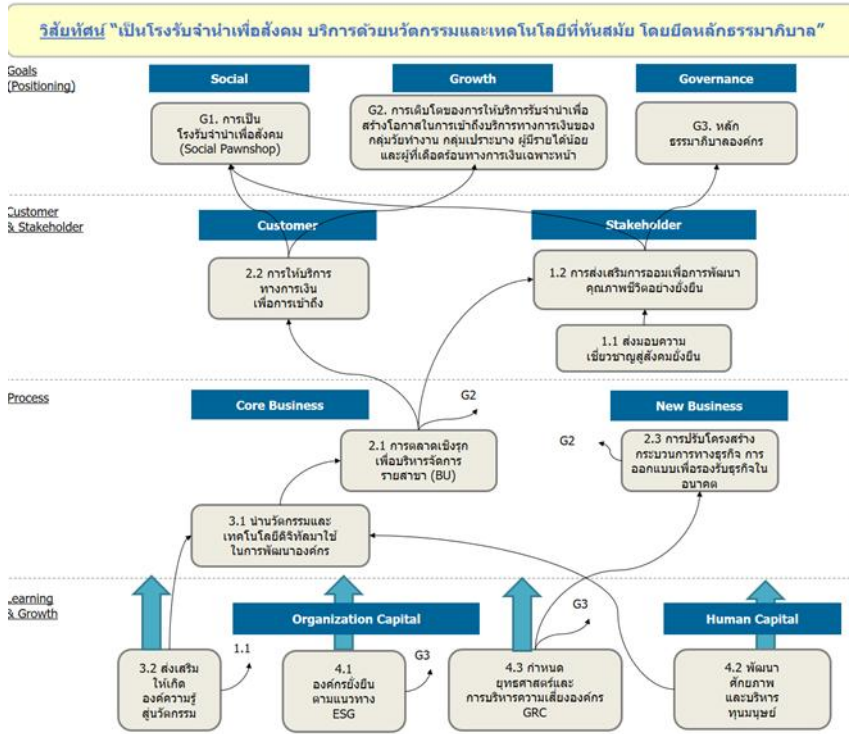 วิสัยทัศน์ “เป็นโรงรับจำนำเพื่อสังคม บริการด้วยนวัตกรรมและเทคโนโลยีที่ทันสมัย โดยยึดหลักธรรมาภิบาล”
Goals
(Positioning)
Social
Growth
Governance
G1. การเป็น
โรงรับจำนำเพื่อสังคม
(Social Pawnshop)
G2. การเติบโตของการให้บริการรับจำนำเพื่อ
สร้างโอกาสในการเข้าถึงบริการทางการเงินของ
กลุ่มวัยทำงาน กลุ่มเปราะบาง ผู้มีรายได้น้อย
และผู้ที่เดือดร้อนทางการเงินเฉพาะหน้า
G3. หลัก
ธรรมาภิบาลองค์กร
Customer
& Stakeholder
Customer
Stakeholder
2.2 การให้บริการ
ทางการเงิน
เพื่อการเข้าถึง
1.2 การส่งเสริมการออมเพื่อการพัฒนา
คุณภาพชีวิตอย่างยั่งยืน
1.1 ส่งมอบความ
เชี่ยวชาญสู่สังคมยั่งยืน
Process
Core Business
New Business
G2
2.1 การตลาดเชิงรุก
เพื่อบริหารจัดการ
รายสาขา (BU)
G2
2.3 การปรับโครงสร้าง
กระบวนการทางธุรกิจ การ
ออกแบบเพื่อรองรับธุรกิจใน
อนาคต
3.1 นำนวัตกรรมและ
เทคโนโลยีดิจิทัลมาใช้
ในการพัฒนาองค์กร
Learning
& Growth
Organization Capital
Human Capital
G3
1.1
G3
3.2 ส่งเสริม
ให้เกิด
องค์ความรู้
สู่นวัตกรรม
4.1
องค์กรยั่งยืน
ตามแนวทาง
ESG
4.3 กำหนด
ยุทธศาสตร์และ
การบริหารความเสี่ยงองค์กร
GRC
4.2 พัฒนา
ศักยภาพ
และบริหาร
ทุนมนุษย์